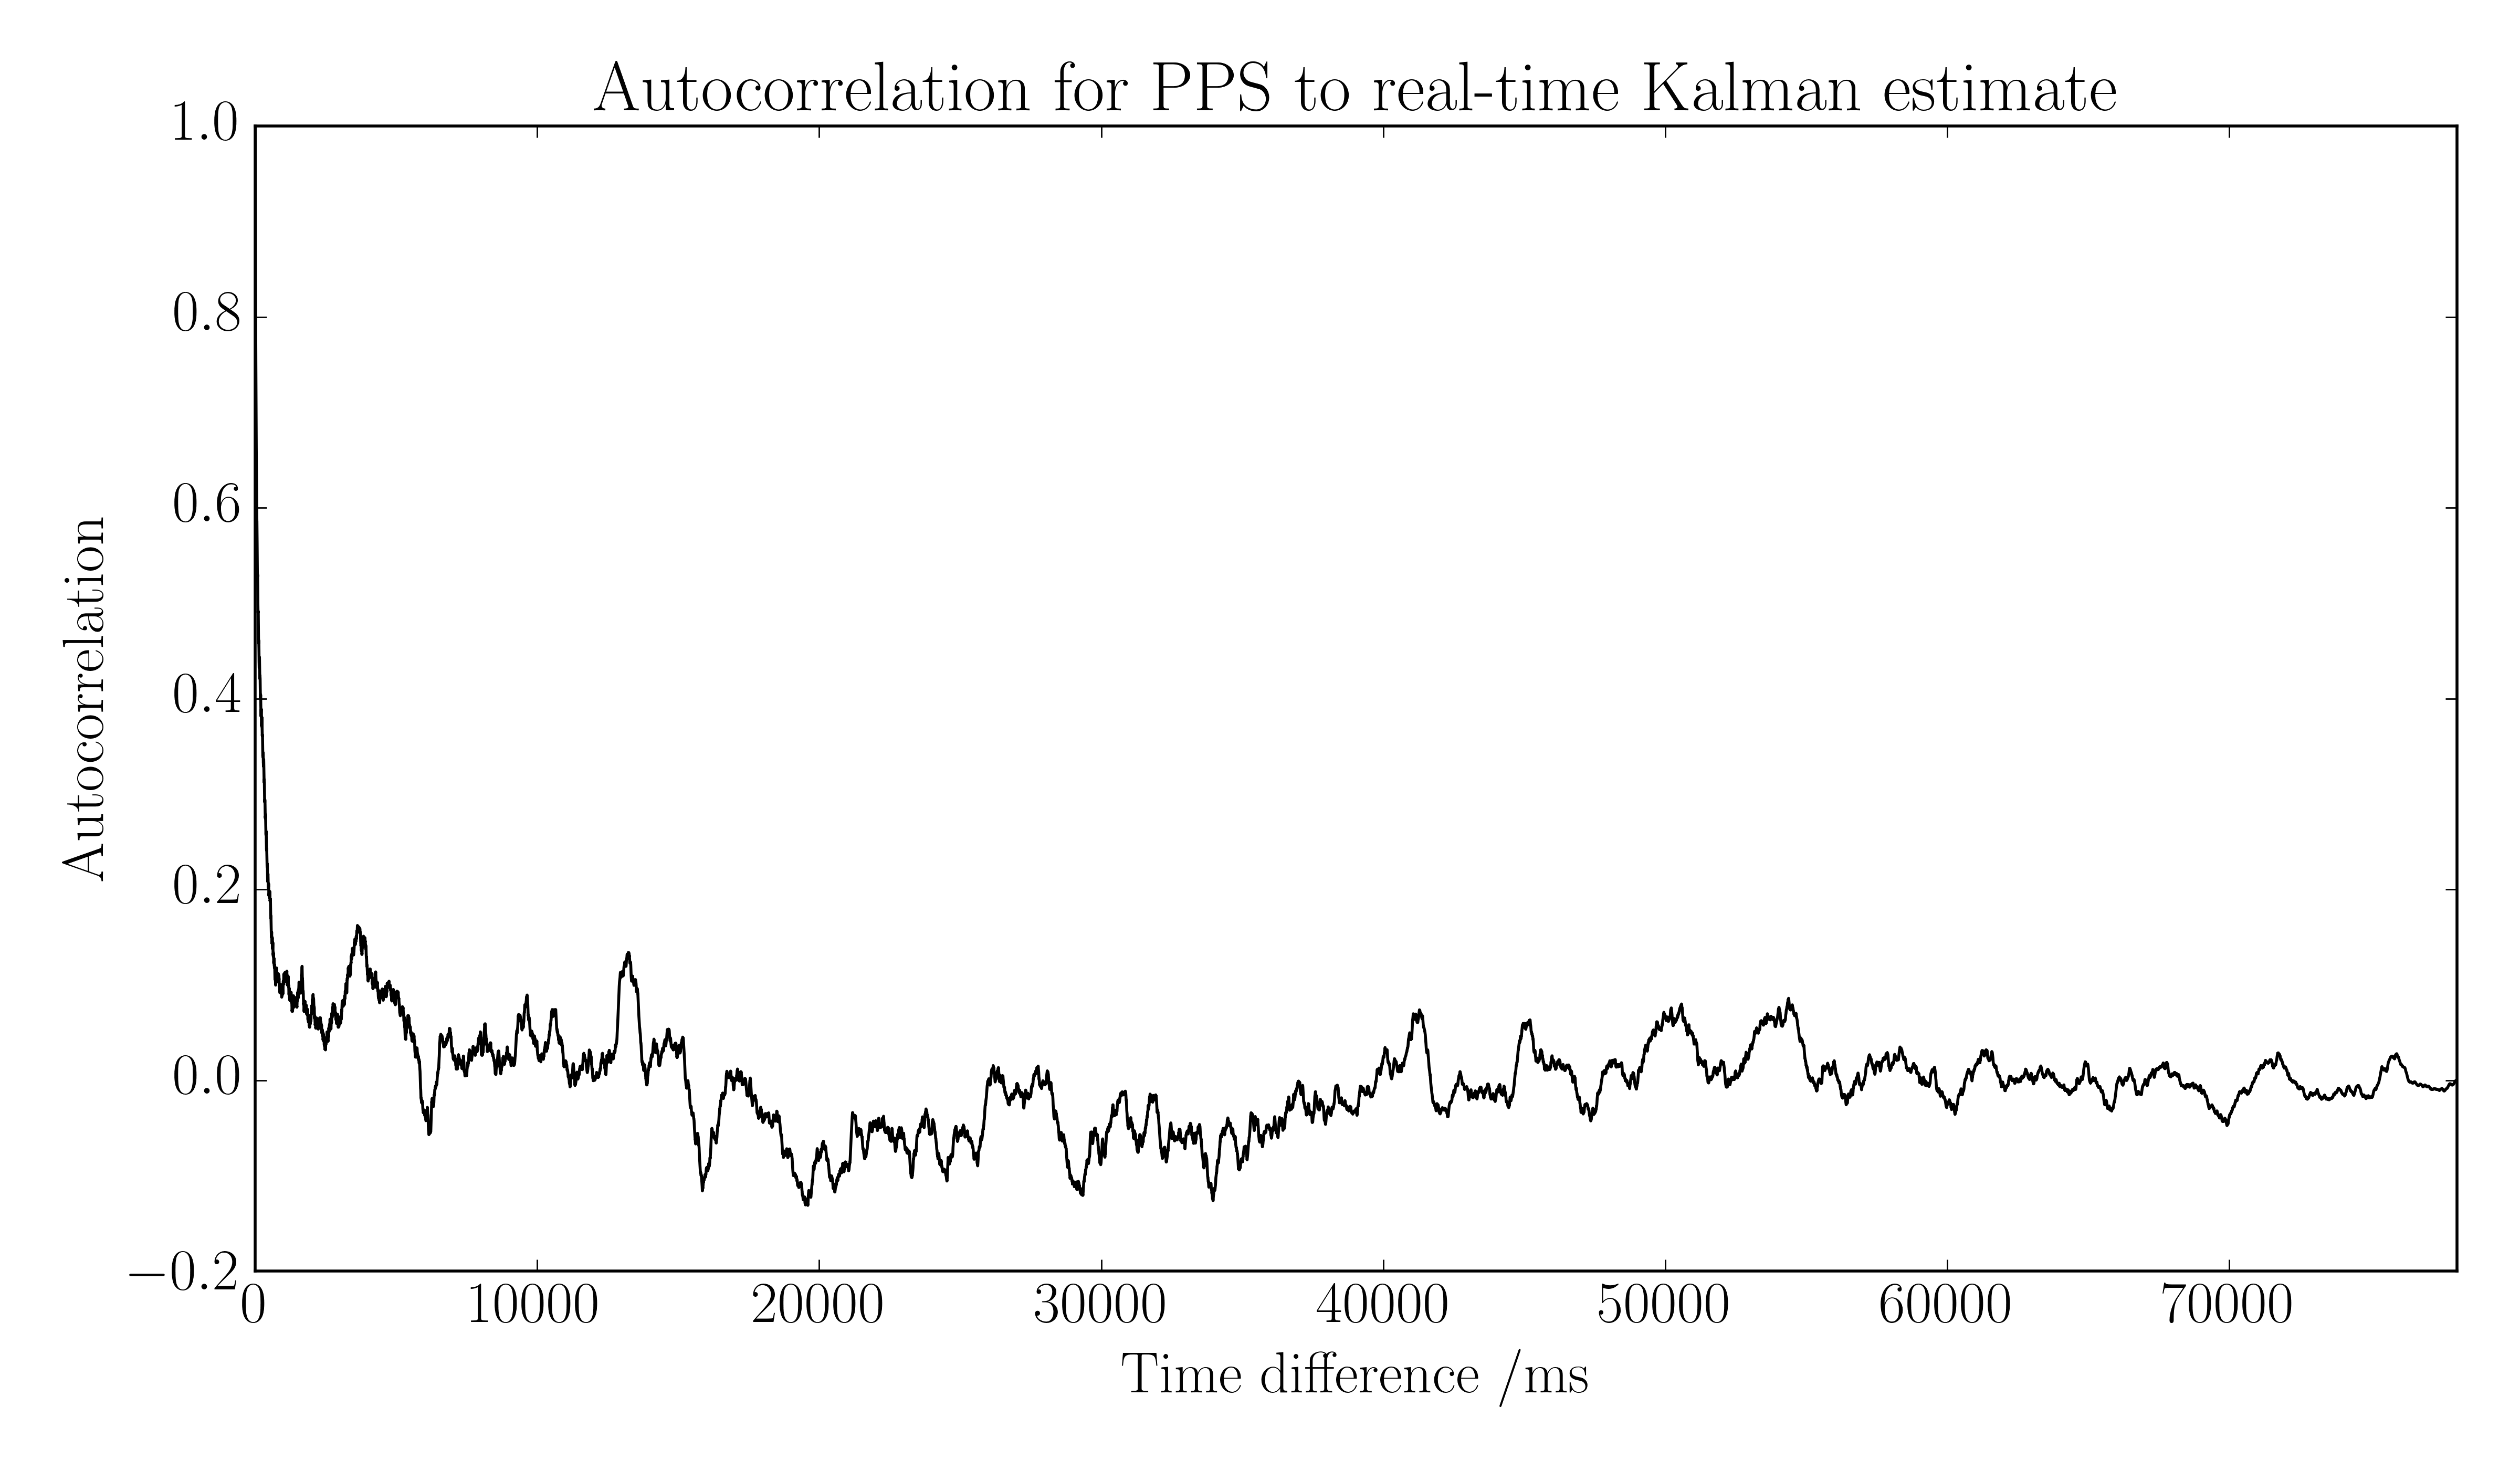 Autocorrelation for PPS to real-time Kalman estimate
1.0
0.8
0.6
0.4
0.2
0.0
−0.2
Autocorrelation
0 10000 20000 30000 40000 50000 60000 70000
Time difference /ms